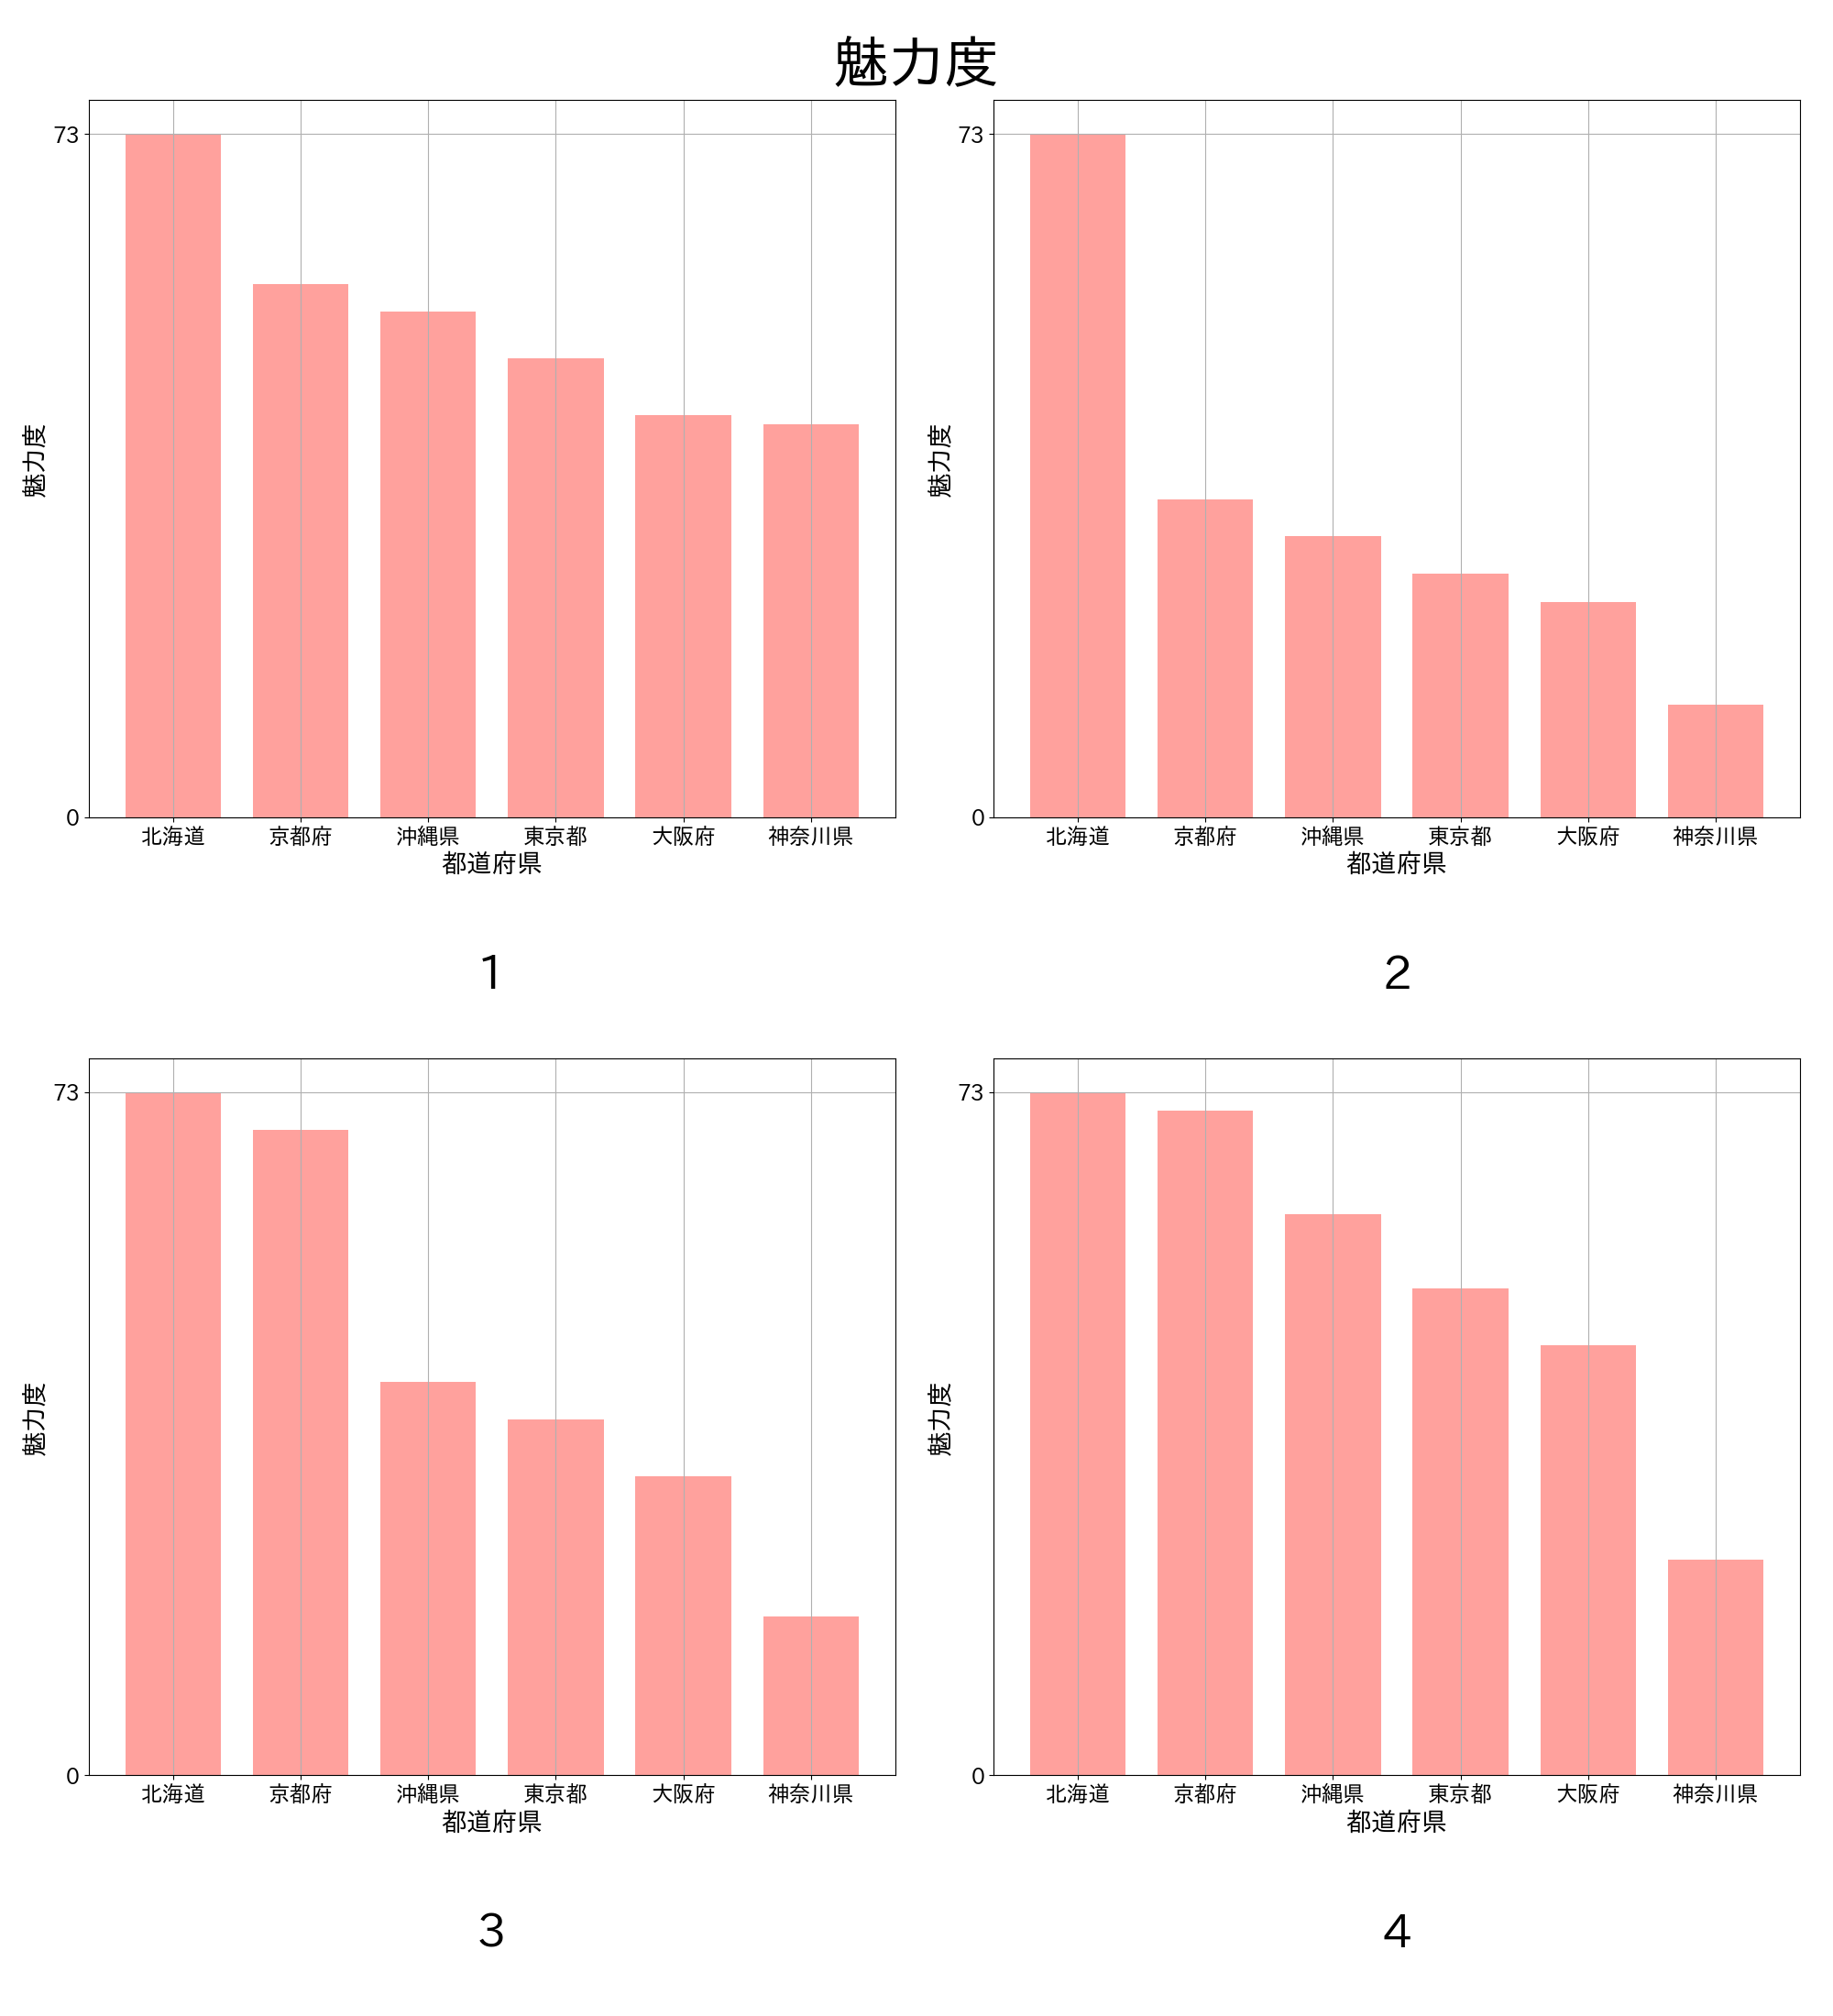 魅力度
73
0
魅力度
北海道 京都府 沖縄県 東京都 大阪府 神奈川県
都道府県
1
73
0
魅力度
北海道 京都府 沖縄県 東京都 大阪府 神奈川県
都道府県
2
73
0
魅力度
北海道 京都府 沖縄県 東京都 大阪府 神奈川県
都道府県
3
73
0
魅力度
北海道 京都府 沖縄県 東京都 大阪府 神奈川県
都道府県
4